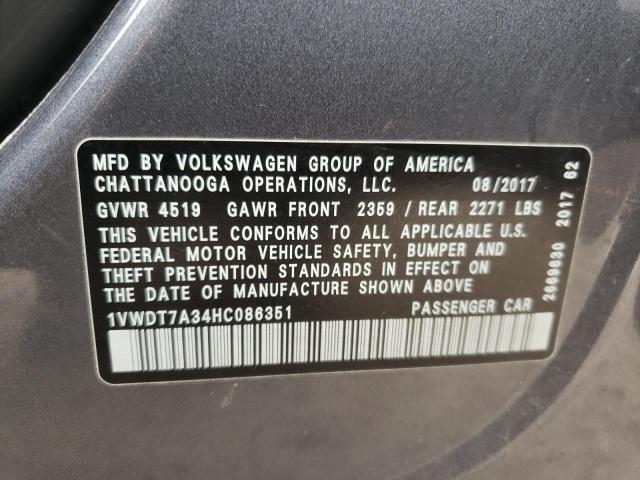 MFD BY VOLKSWAGEN GROUP OF AMERICA
CHATTANOOGA OPERATIONS, LLC. 08/2017
GVWR 4519 GAWR FRONT 2359 / REAR 2271 LBS
THIS VEHICLE CONFORMS TO ALL APPLICABLE U.S.
FEDERAL MOTOR VEHICLE SAFETY, BUMPER AND
THEFT PREVENTION STANDARDS IN EFFECT ON
THE DATE OF MANUFACTURE SHOWN ABOVE
1VWDT7A34HC086351 PASSENGER CAR
2669630 2017 62